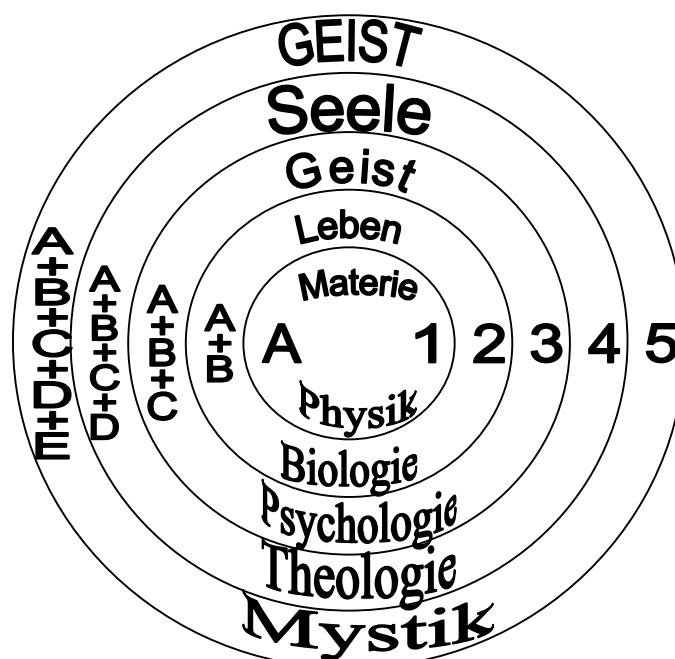 GEIST
Seele
Geist
Leben
Materie
A+B+C+D+E
A+B+C+D
A+B+C
A+B
A
1
2
3
4
5
Physik
Biologie
Psychologie
Theologie
Mystik